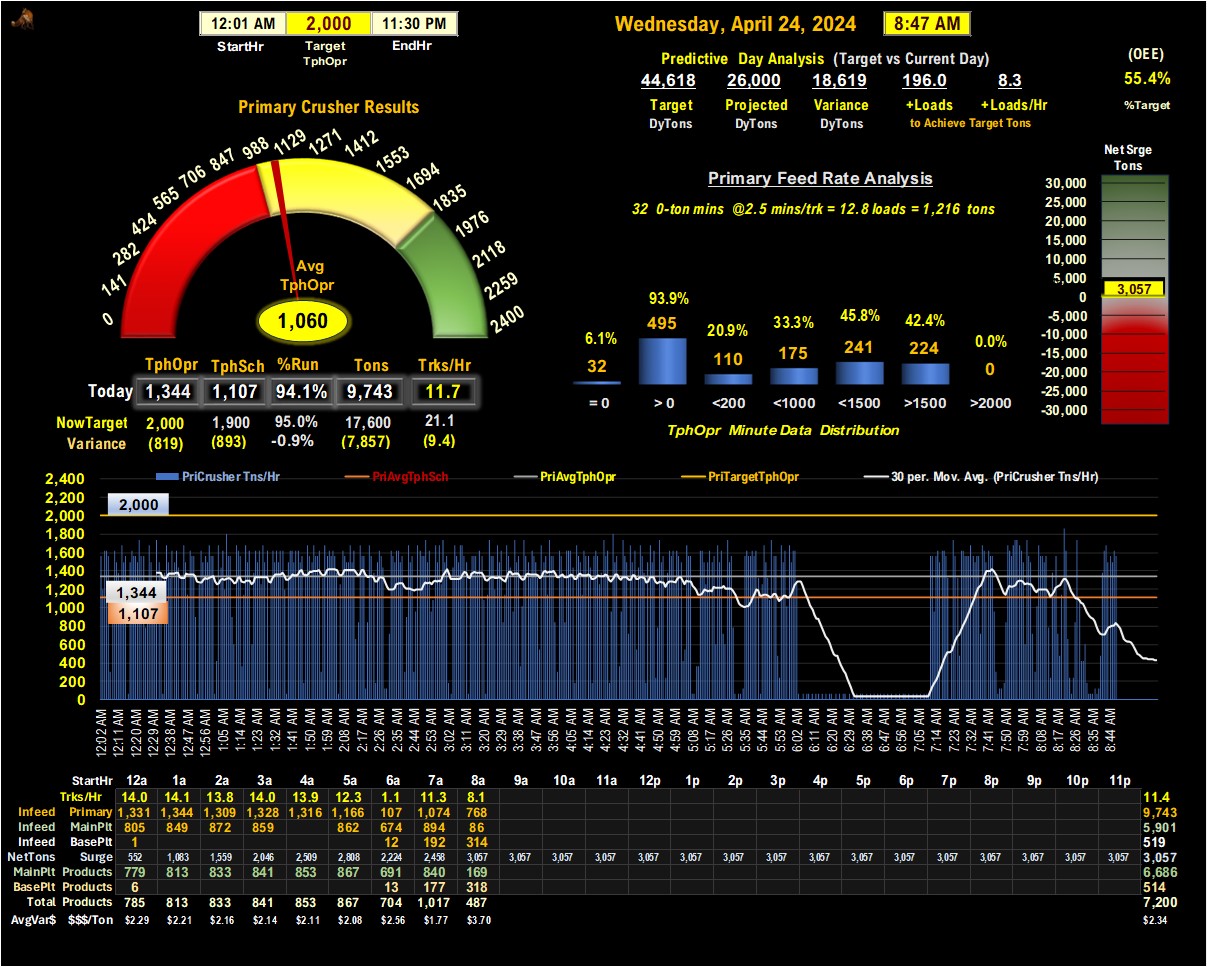 12:01 AM 2,000 11:30 PM
StartHr Target TphOpr EndHr
Wednesday, April 24, 2024 8:47 AM
Predictive Day Analysis (Target vs Current Day)
44,618 26,000 18,619 196.0 8.3
Target Projected Variance +Loads +Loads/Hr
DyTons DyTons DyTons to Achieve Target Tons
(OEE)
55.4%
%Target
Primary Crusher Results
0 141 282 424 565 706 847 988 1129 1271 1412 1553 1694 1835 1976 2118 2259 2400
Avg
TphOpr
1,060
TphOpr TphSch %Run Tons Trks/Hr
Today 1,344 1,107 94.1% 9,743 11.7
NowTarget 2,000 1,900 95.0% 17,600 21.1
Variance (819) (893) -0.9% (7,857) (9.4)
Primary Feed Rate Analysis
32 0-ton mins @2.5 mins/trk = 12.8 loads = 1,216 tons
6.1% 93.9% 20.9% 33.3% 45.8% 42.4% 0.0%
32 495 110 175 241 224 0
= 0 > 0 <200 <1000 <1500 >1500 >2000
TphOpr Minute Data Distribution
Net Srge
Tons
30,000
25,000
20,000
15,000
10,000
5,000
3,057
0
-5,000
-10,000
-15,000
-20,000
-25,000
-30,000
PriCrusher Tns/Hr PriAvgTphSch PriAvgTphOpr PriTargetTphOpr 30 per. Mov. Avg. (PriCrusher Tns/Hr)
2,400
2,200
2,000
1,800
1,600
1,400
1,200
1,000
800
600
400
200
0
2,000
1,344
1,107
12:02 AM 12:11 AM 12:20 AM 12:29 AM 12:38 AM 12:47 AM 12:56 AM 1:05 AM 1:14 AM 1:23 AM 1:32 AM 1:41 AM 1:50 AM 1:59 AM 2:08 AM 2:17 AM 2:26 AM 2:35 AM 2:44 AM 2:53 AM 3:02 AM 3:11 AM 3:20 AM 3:29 AM 3:38 AM 3:47 AM 3:56 AM 4:05 AM 4:14 AM 4:23 AM 4:32 AM 4:41 AM 4:50 AM 4:59 AM 5:08 AM 5:17 AM 5:26 AM 5:35 AM 5:44 AM 5:53 AM 6:02 AM 6:11 AM 6:20 AM 6:29 AM 6:38 AM 6:47 AM 6:56 AM 7:05 AM 7:14 AM 7:23 AM 7:32 AM 7:41 AM 7:50 AM 7:59 AM 8:08 AM 8:17 AM 8:26 AM 8:35 AM 8:44 AM
StartHr 12a 1a 2a 3a 4a 5a 6a 7a 8a 9a 10a 11a 12p 1p 2p 3p 4p 5p 6p 7p 8p 9p 10p 11p
Trks/Hr 14.0 14.1 13.8 14.0 13.9 12.3 1.1 11.3 8.1 11.4
Infeed Primary 1,331 1,344 1,309 1,328 1,316 1,166 107 1,074 768 9,743
Infeed MainPlt 805 849 872 859 862 674 894 86 5,901
Infeed BasePlt 1 12 192 314 519
NetTons Surge 552 1,083 1,559 2,046 2,509 2,808 2,224 2,458 3,057 3,057 3,057 3,057 3,057 3,057 3,057 3,057 3,057 3,057 3,057 3,057 3,057 3,057 3,057 3,057 3,057
MainPlt Products 779 813 833 841 853 867 691 840 169 6,686
BasePlt Products 6 13 177 318 514
Total Products 785 813 833 841 853 867 704 1,017 487 7,200
AvgVar$ $$$/Ton $2.29 $2.21 $2.16 $2.14 $2.11 $2.08 $2.56 $1.77 $3.70 $2.34